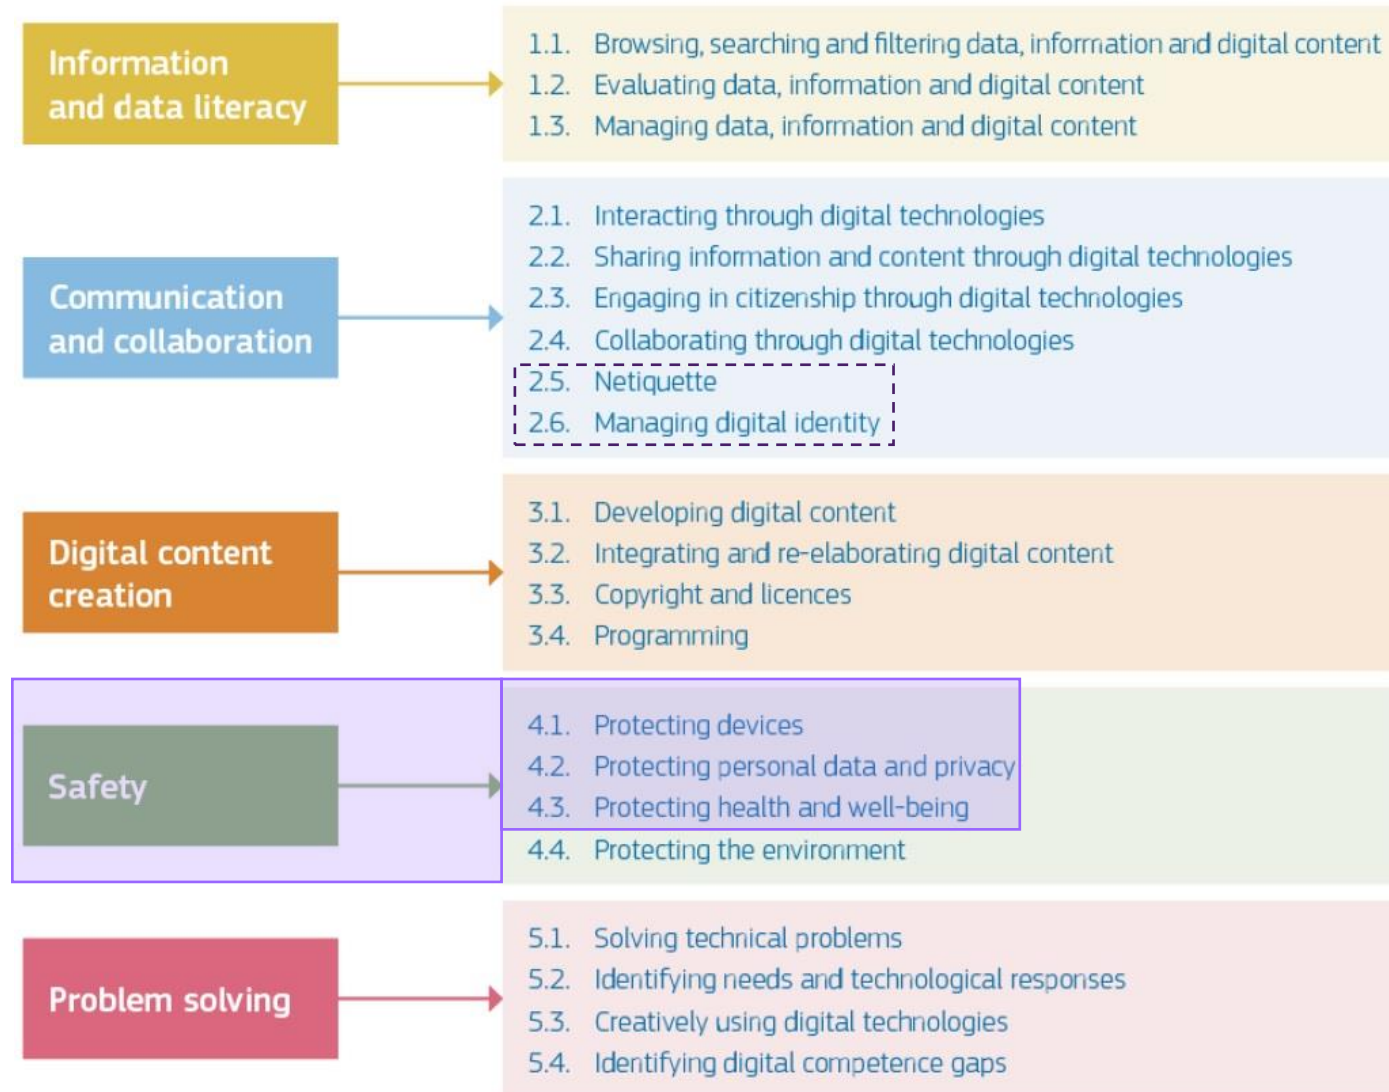 Information
and data literacy
1.1. Browsing, searching and filtering data, information and digital content
1.2. Evaluating data, information and digital content
1.3. Managing data, information and digital content
Communication
and collaboration
2.1. Interacting through digital technologies
2.2. Sharing information and content through digital technologies
2.3. Engaging in citizenship through digital technologies
2.4. Collaborating through digital technologies
2.5. Netiquette
2.6. Managing digital identity
Digital content
creation
3.1. Developing digital content
3.2. Integrating and re-elaborating digital content
3.3. Copyright and licences
3.4. Programming
Safety
4.1. Protecting devices
4.2. Protecting personal data and privacy
4.3. Protecting health and well-being
4.4. Protecting the environment
Problem solving
5.1. Solving technical problems
5.2. Identifying needs and technological responses
5.3. Creatively using digital technologies
5.4. Identifying digital competence gaps